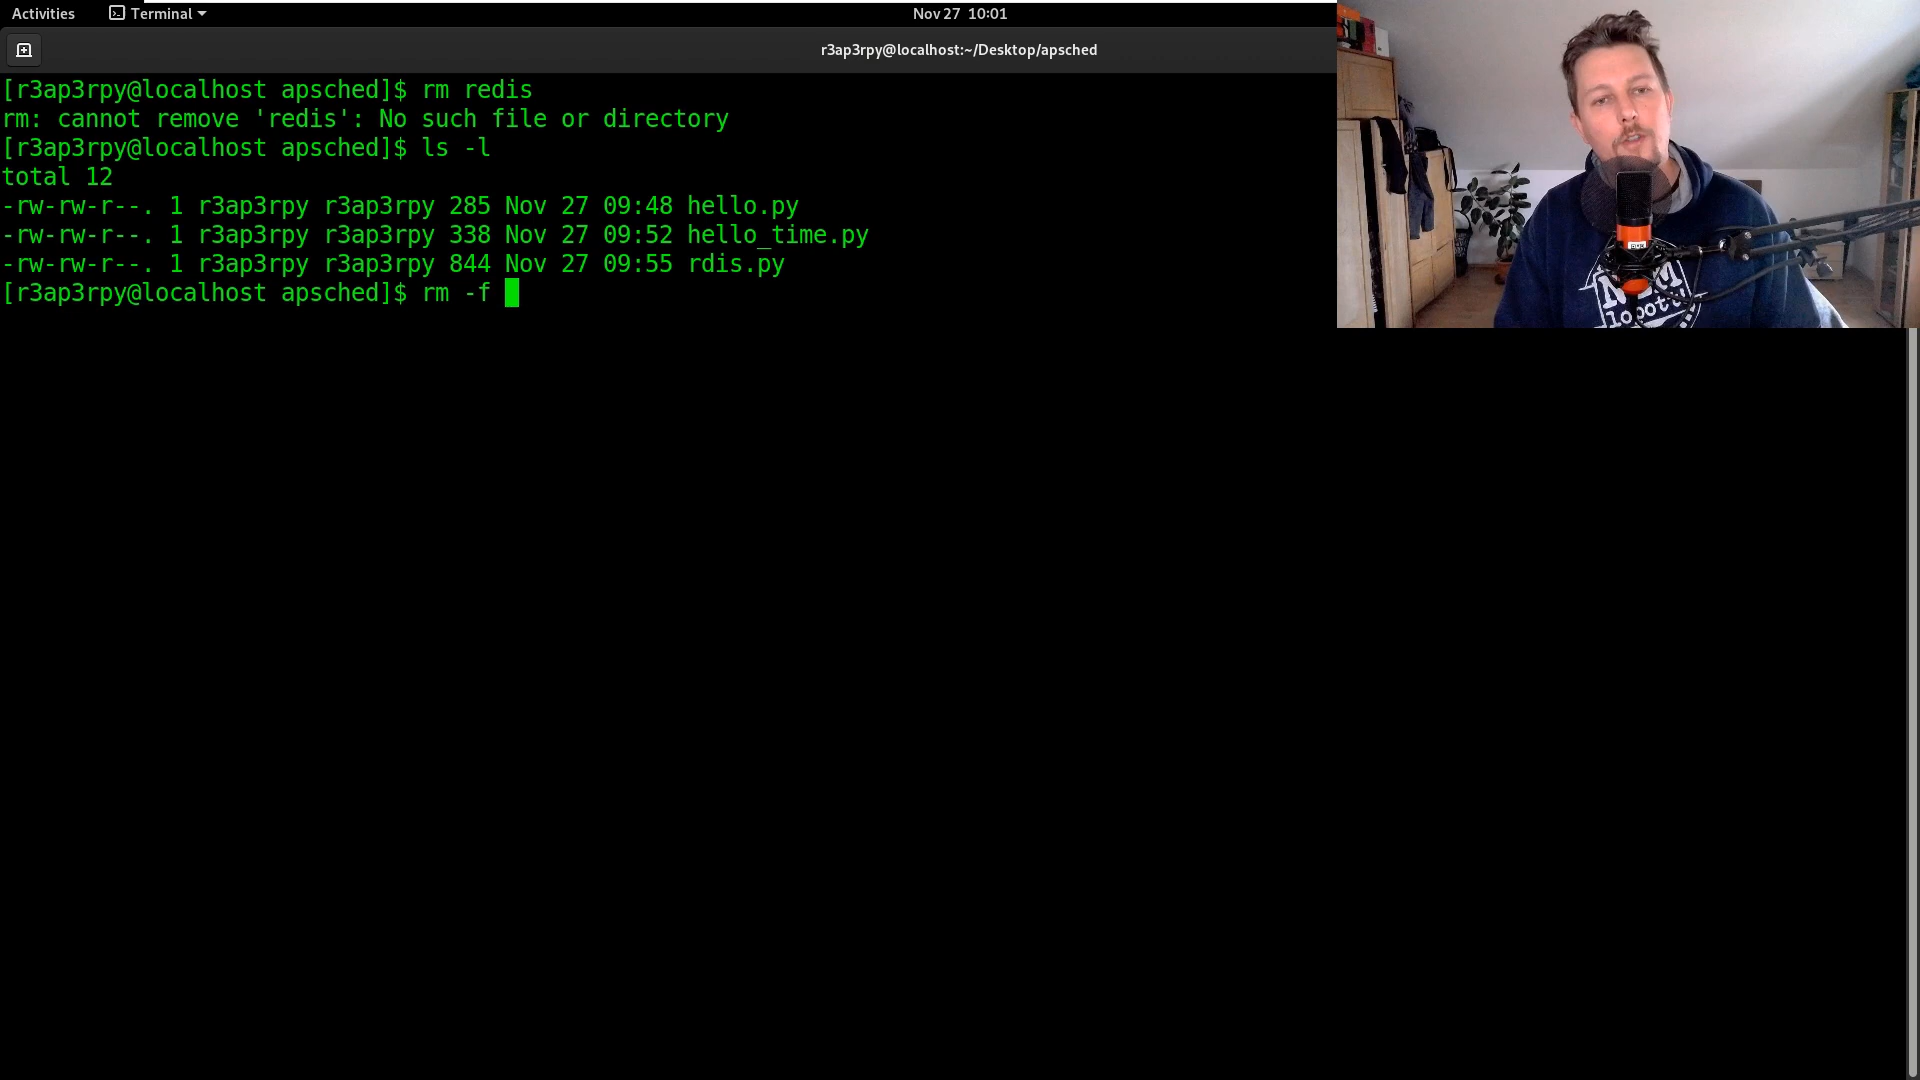 Activities
Terminal
Nov 27 10:01
r3ap3rpy@localhost:~/Desktop/apsched
[r3ap3rpy@localhost apsched]$ rm redis
rm: cannot remove 'redis': No such file or directory
[r3ap3rpy@localhost apsched]$ ls -l
total 12
-rw-rw-r--. 1 r3ap3rpy r3ap3rpy 285 Nov 27 09:48 hello.py
-rw-rw-r--. 1 r3ap3rpy r3ap3rpy 338 Nov 27 09:52 hello_time.py
-rw-rw-r--. 1 r3ap3rpy r3ap3rpy 844 Nov 27 09:55 rdis.py
[r3ap3rpy@localhost apsched]$ rm -f